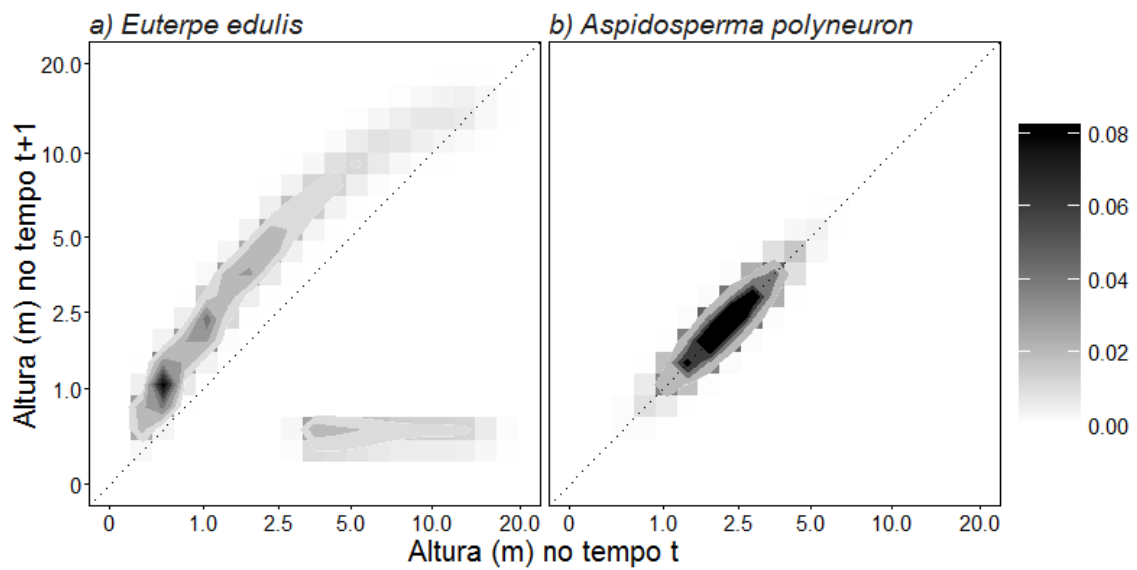 a) Euterpe edulis
b) Aspidosperma polyneuron
Altura (m) no tempo t+1
20.0
10.0
5.0
2.5
1.0
0
0 1.0 2.5 5.0 10.0 20.0
0 1.0 2.5 5.0 10.0 20.0
Altura (m) no tempo t
0.08
0.06
0.04
0.02
0.00